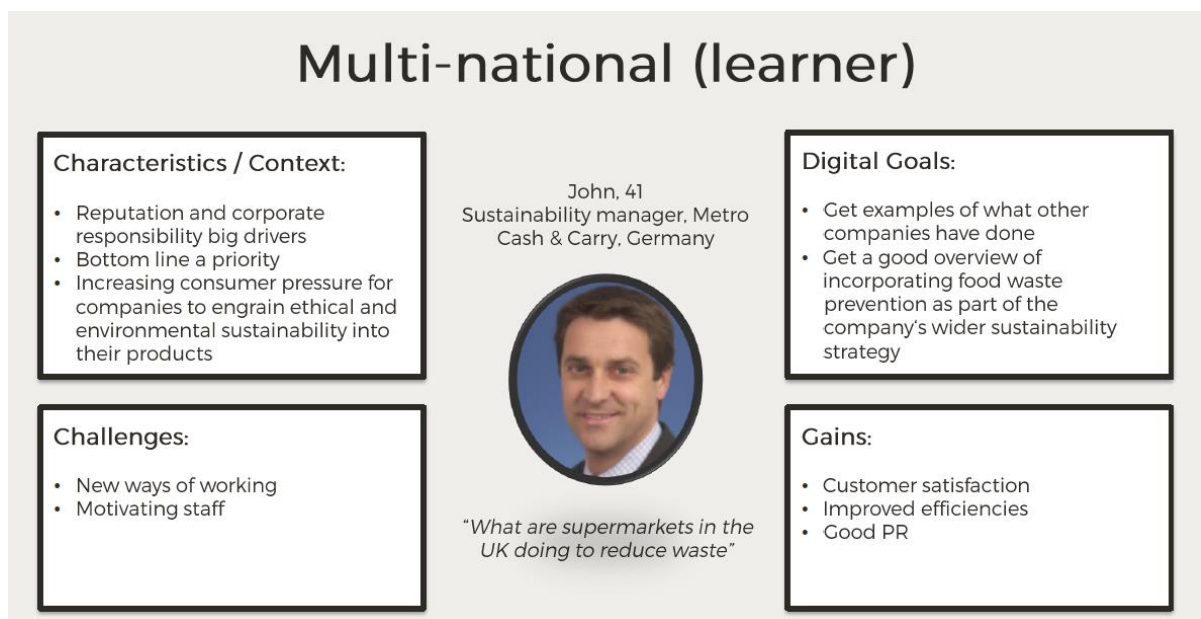 Multi-national (learner)
Characteristics / Context:
• Reputation and corporate
responsibility big drivers
• Bottom line a priority
• Increasing consumer pressure for
companies to engrain ethical and
environmental sustainability into
their products
Challenges:
• New ways of working
• Motivating staff
John, 41
Sustainability manager, Metro
Cash & Carry, Germany
“What are supermarkets in the
UK doing to reduce waste”
Digital Goals:
• Get examples of what other
companies have done
• Get a good overview of
incorporating food waste
prevention as part of the
company‘s wider sustainability
strategy
Gains:
• Customer satisfaction
• Improved efficiencies
• Good PR